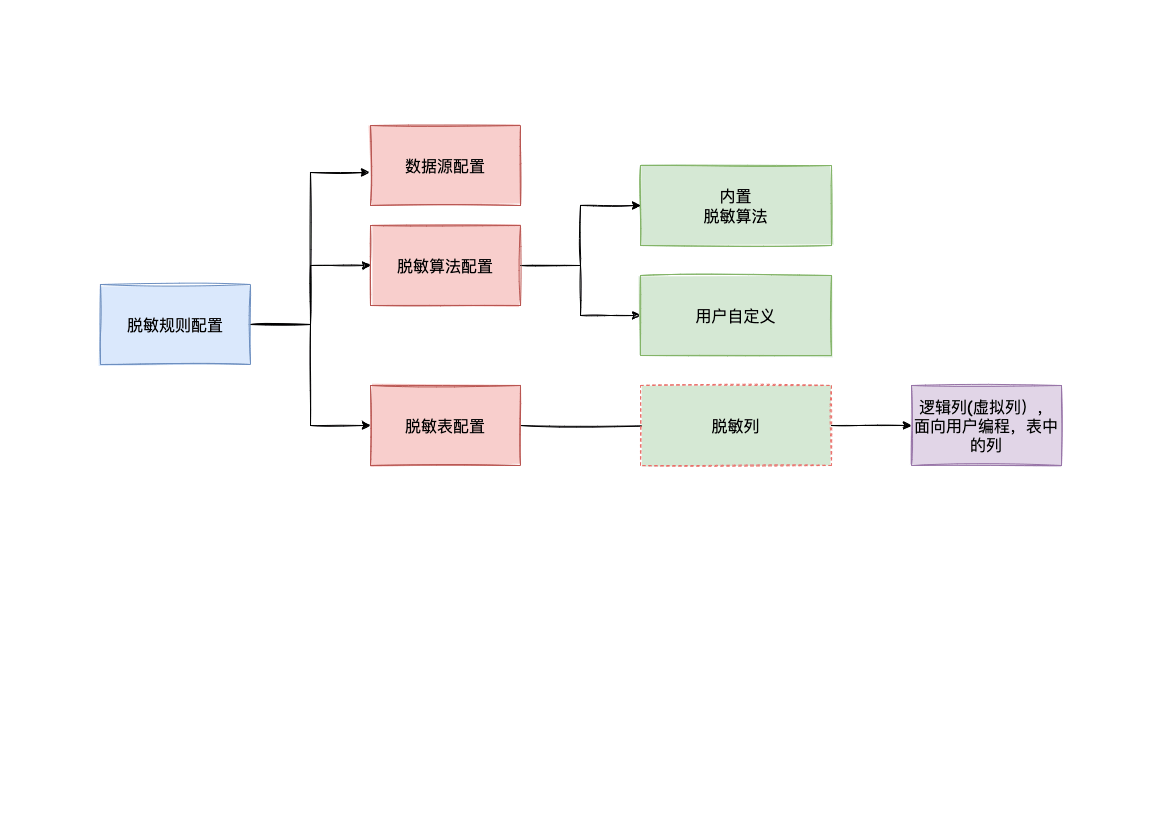 数据源配置
内置
脱敏算法
脱敏算法配置
用户自定义
脱敏规则配置
脱敏表配置
脱敏列
逻辑列(虚拟列），
面向用户编程，表中
的列